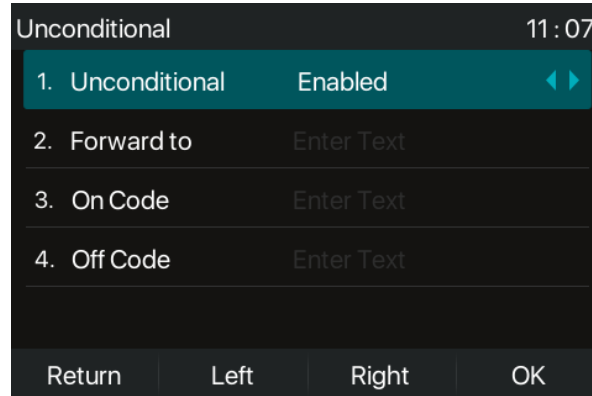 Unconditional 11:07
1. Unconditional Enabled
2. Forward to Enter Text
3. On Code Enter Text
4. Off Code Enter Text
Return Left Right OK